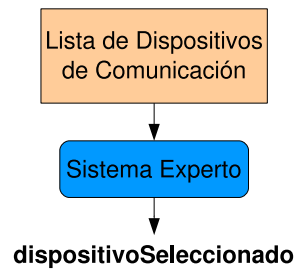 Lista de Dispositivos
de Comunicación
Sistema Experto
dispositivoSeleccionado